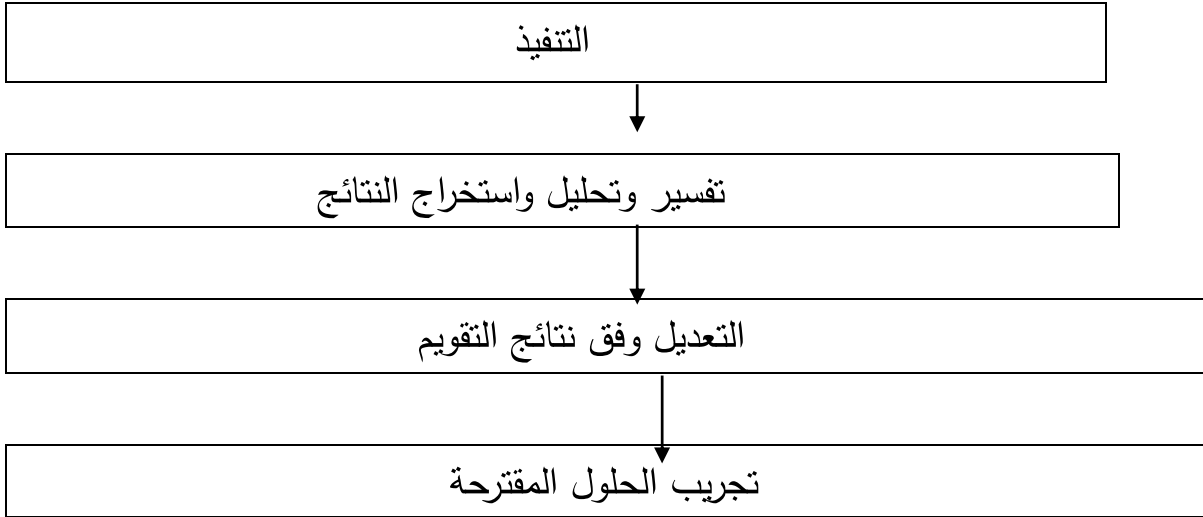 التنفيذ
تفسير وتحليل واستخراج النتائج
التعديل وفق نتائج التقويم
تجريب الحلول المقترحة